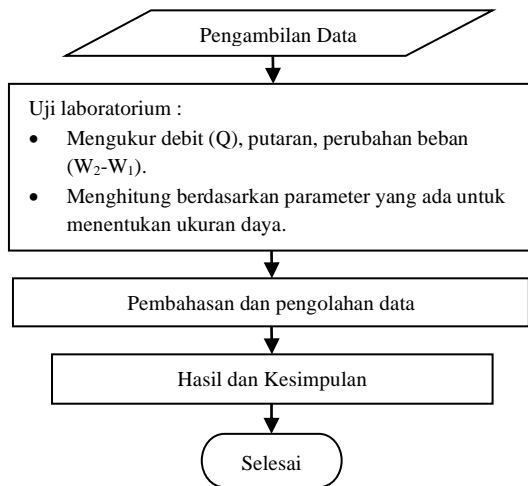 Pengambilan Data
Uji laboratorium :
• Mengukur debit (Q), putaran, perubahan beban
(W₂-W₁).
• Menghitung berdasarkan parameter yang ada untuk
menentukan ukuran daya.
Pembahasan dan pengolahan data
Hasil dan Kesimpulan
Selesai